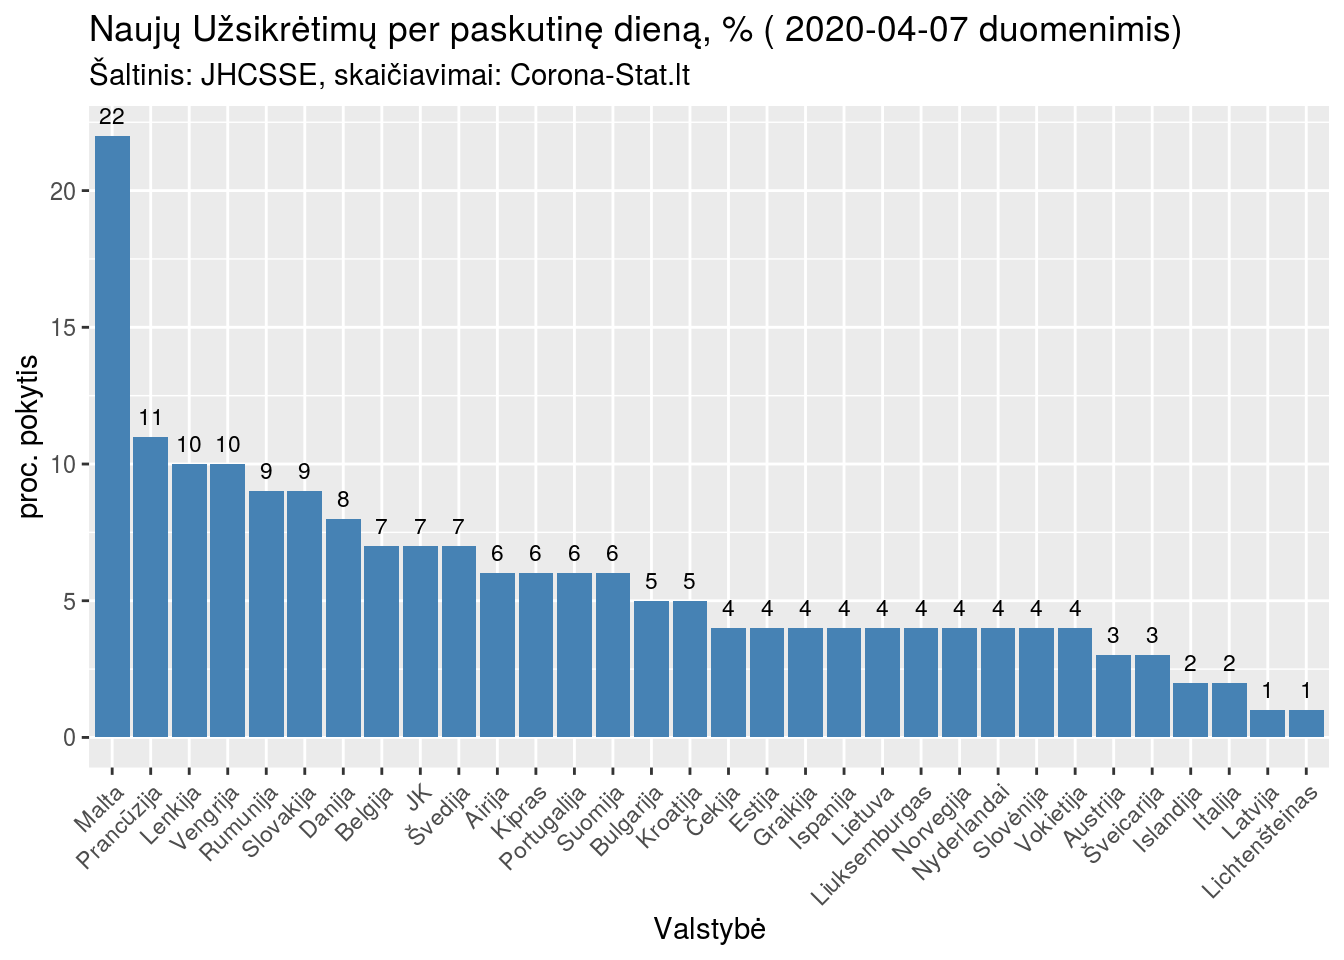 Naujų Užsikrėtimų per paskutinę dieną, % ( 2020-04-07 duomenimis)
Šaltinis: JHCSSE, skaičiavimai: Corona-Stat.lt
proc. pokytis
20
15
10
5
0
22
11
10
10
9
9
8
7
7
7
6
6
6
6
5
5
4
4
4
4
4
4
4
4
4
4
3
3
2
2
1
1
Malta
Prancūzija
Lenkija
Vengrija
Rumunija
Slovakija
Danija
Belgija
JK
Švedija
Airija
Kipras
Portugalija
Suomija
Bulgarija
Kroatija
Čekija
Estija
Graikija
Ispanija
Lietuva
Liuksemburgas
Norvegija
Nyderlandai
Slovėnija
Vokietija
Austrija
Šveicarija
Islandija
Italija
Latvija
Lichtenšteinas
Valstybė